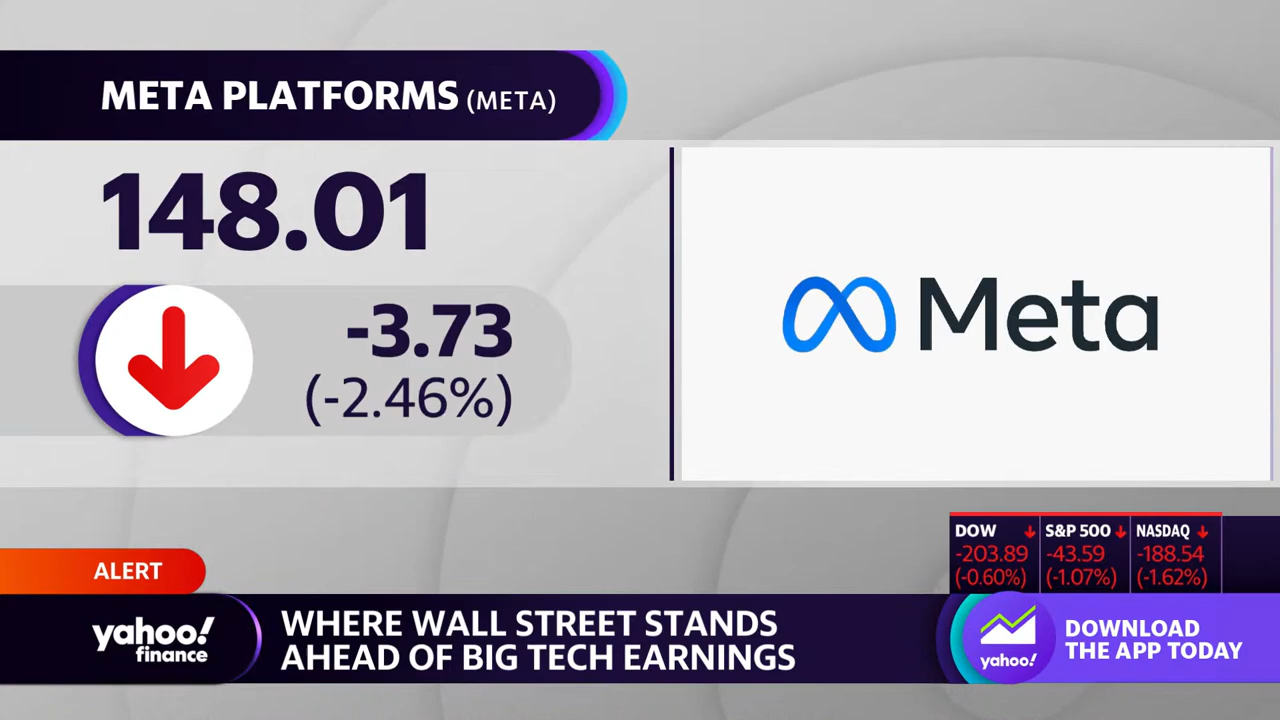 META PLATFORMS (META)
148.01
-3.73
(-2.46%)
Meta
DOW
-203.89
(-0.60%)
S&P 500
-43.59
(-1.07%)
NASDAQ
-188.54
(-1.62%)
ALERT
yahoo!
finance
WHERE WALL STREET STANDS
AHEAD OF BIG TECH EARNINGS
yahoo!
DOWNLOAD
THE APP TODAY